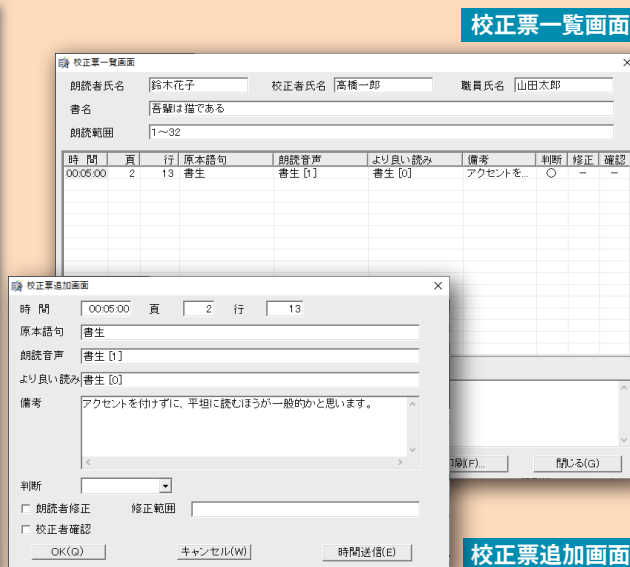 校正票一覧画面
校正票一覧画面
朗読者氏名 鈴木花子 校正者氏名 高橋一郎 職員氏名 山田太郎
書名 吾輩は猫である
朗読範囲 1～32
時 間 頁 行 原本語句 朗読音声 より良い読み 備考 判断 修正 確認
00:05:00 2 13 書生 書生 [1] 書生 [0] アクセントを... ○ － －
校正票追加画面
時 間 00:05:00 頁 2 行 13
原本語句 書生
朗読音声 書生 [1]
より良い読み 書生 [0]
備考 アクセントを付けずに、平坦に読むほうが一般的かと思います。
判断
朗読者修正 修正範囲
校正者確認
OK(Q) キャンセル(W) 時間送信(E)
印刷(F)... 閉じる(G)
校正票追加画面